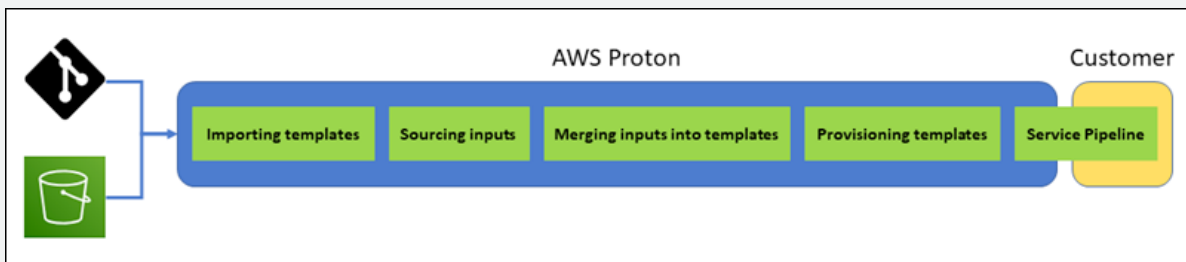 AWS Proton
Customer
Importing templates
Sourcing inputs
Merging inputs into templates
Provisioning templates
Service Pipeline